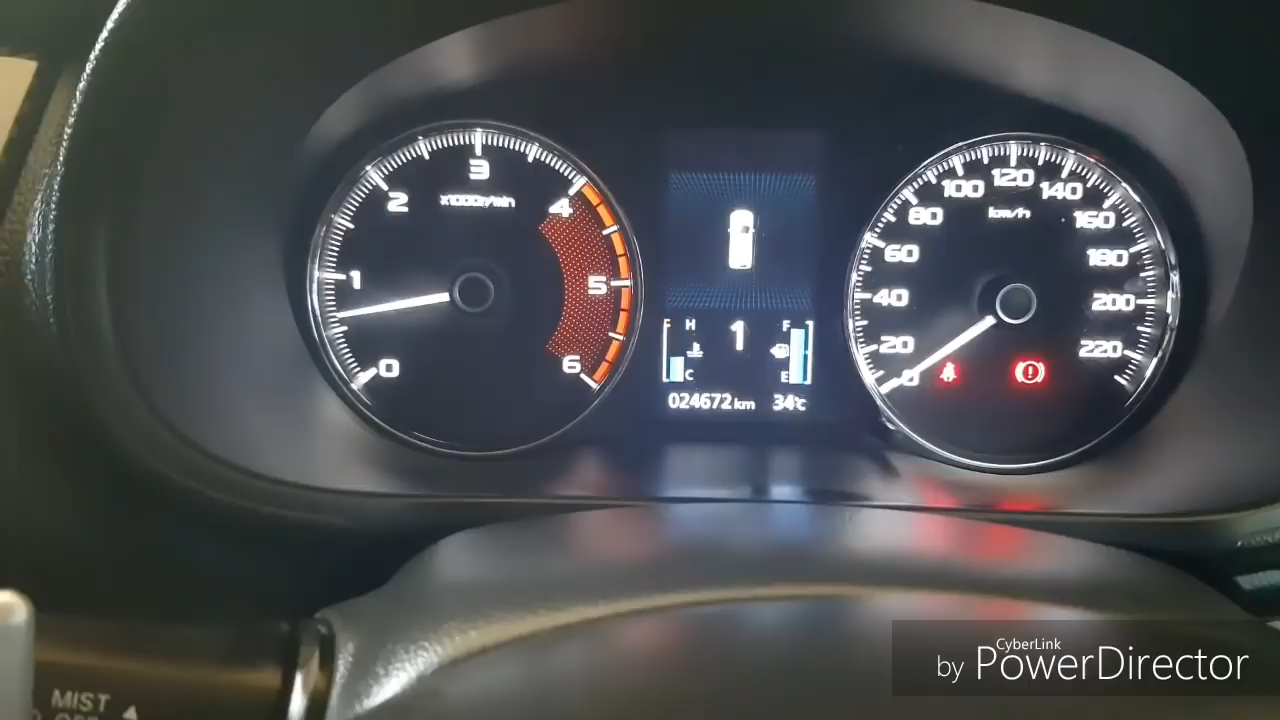 0
1
2
3
4
5
6
x1000r/min
H
C
1
F
E
024672 km
34°C
0
20
40
60
80
100
120
140
160
180
200
220
km/h
MIST
CyberLink
by PowerDirector